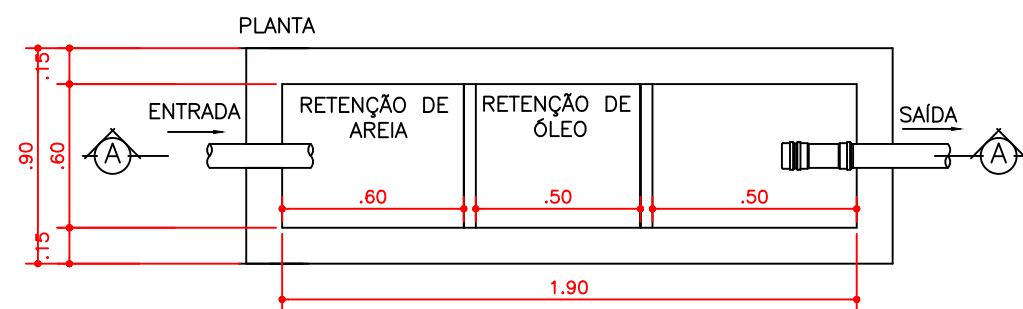 PLANTA
.15
ENTRADA
RETENÇÃO DE
AREIA
RETENÇÃO DE
ÓLEO
SAÍDA
A
.90
.60
A
.60
.50
.50
.15
1.90